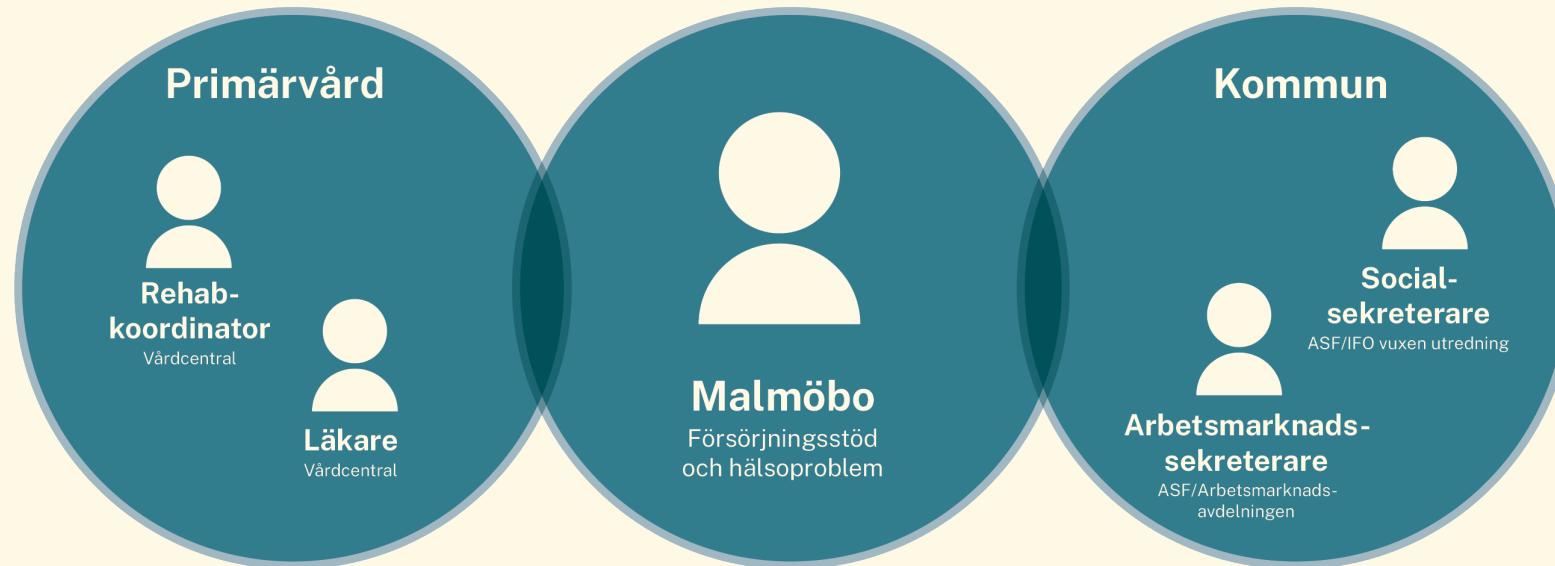 Primärvård
Rehab-
koordinator
Vårdcentral
Läkare
Vårdcentral
Malmöbo
Försörjningsstöd
och hälsoproblem
Kommun
Social-
sekreterare
ASF/IFO vuxen utredning
Arbetsmarknads-
sekreterare
ASF/Arbetsmarknads-
avdelningen